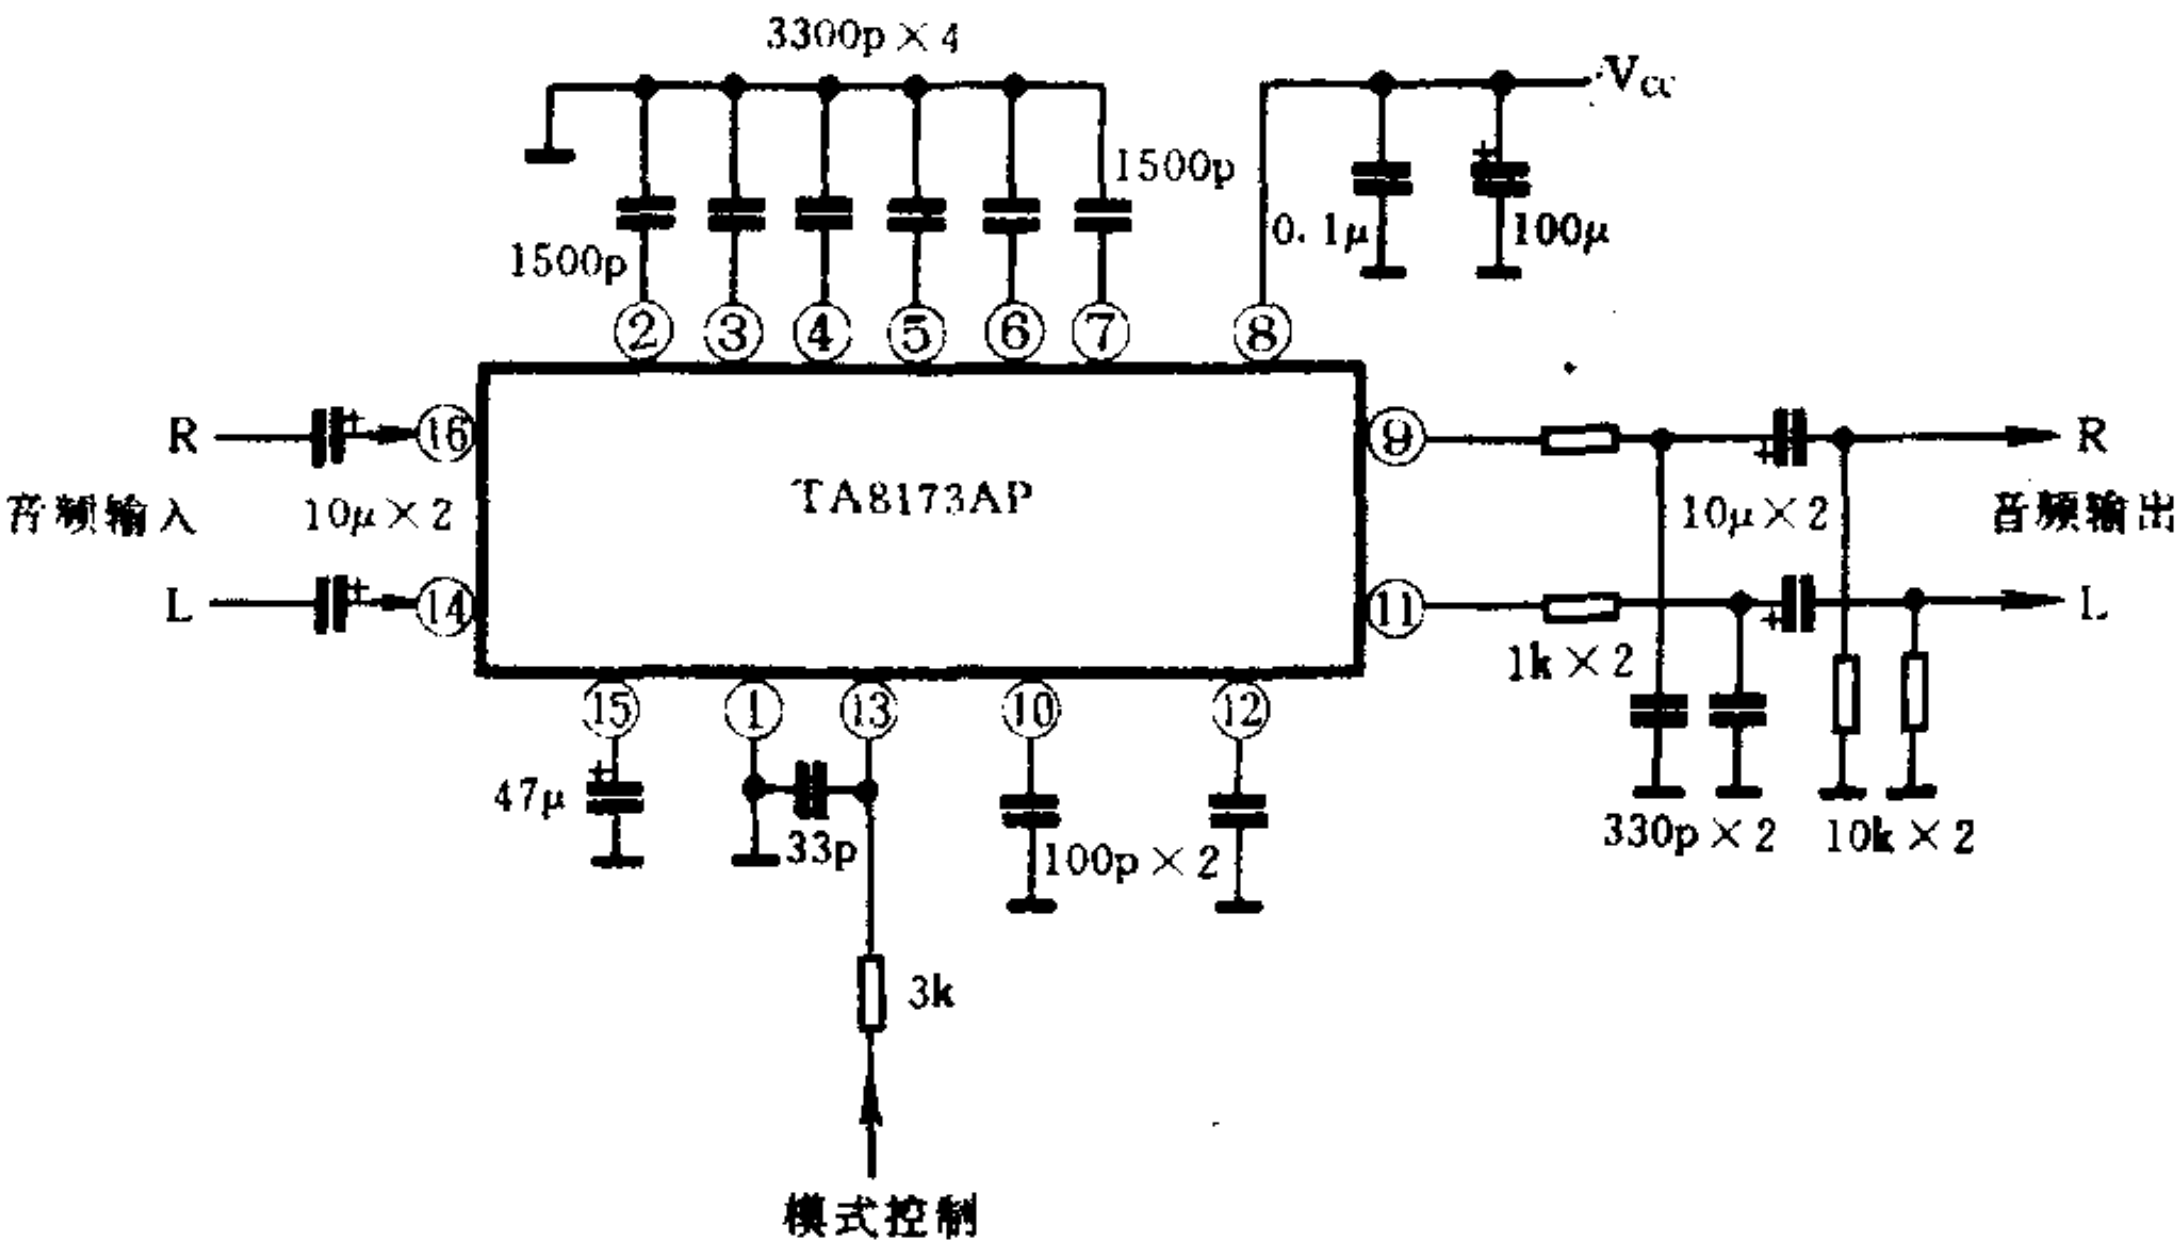 3300p×4
Vcc
1500p
1500p
0.1μ
100μ
② ③ ④ ⑤ ⑥ ⑦ ⑧
R
⑯
⑨
R
音频输入
10μ×2
TA8173AP
10μ×2
音频输出
L
⑭
⑪
L
1k×2
⑮ ① ⑬ ⑩ ⑫
47μ
33p
100p×2
330p×2
10k×2
3k
模式控制